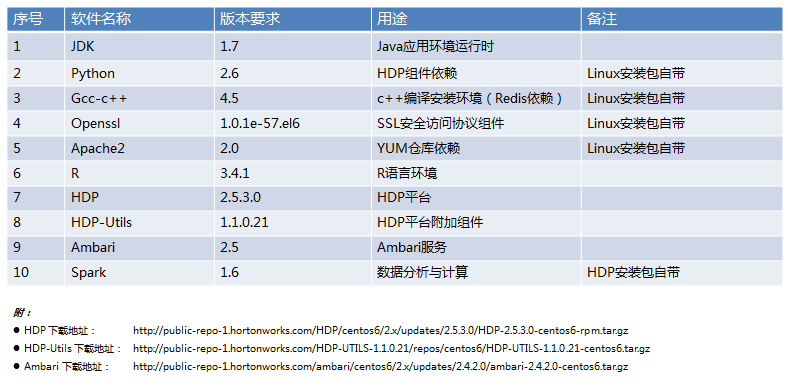 序号 软件名称 版本要求 用途 备注
1 JDK 1.7 Java应用环境运行时
2 Python 2.6 HDP组件依赖 Linux安装包自带
3 Gcc-c++ 4.5 c++编译安装环境（Redis依赖） Linux安装包自带
4 Openssl 1.0.1e-57.el6 SSL安全访问协议组件 Linux安装包自带
5 Apache2 2.0 YUM仓库依赖 Linux安装包自带
6 R 3.4.1 R语言环境
7 HDP 2.5.3.0 HDP平台
8 HDP-Utils 1.1.0.21 HDP平台附加组件
9 Ambari 2.5 Ambari服务
10 Spark 1.6 数据分析与计算 HDP安装包自带
附：
● HDP下载地址： http://public-repo-1.hortonworks.com/HDP/centos6/2.x/updates/2.5.3.0/HDP-2.5.3.0-centos6-rpm.tar.gz
● HDP-Utils下载地址： http://public-repo-1.hortonworks.com/HDP-UTILS-1.1.0.21/repos/centos6/HDP-UTILS-1.1.0.21-centos6.tar.gz
● Ambari下载地址： http://public-repo-1.hortonworks.com/ambari/centos6/2.x/updates/2.4.2.0/ambari-2.4.2.0-centos6.tar.gz